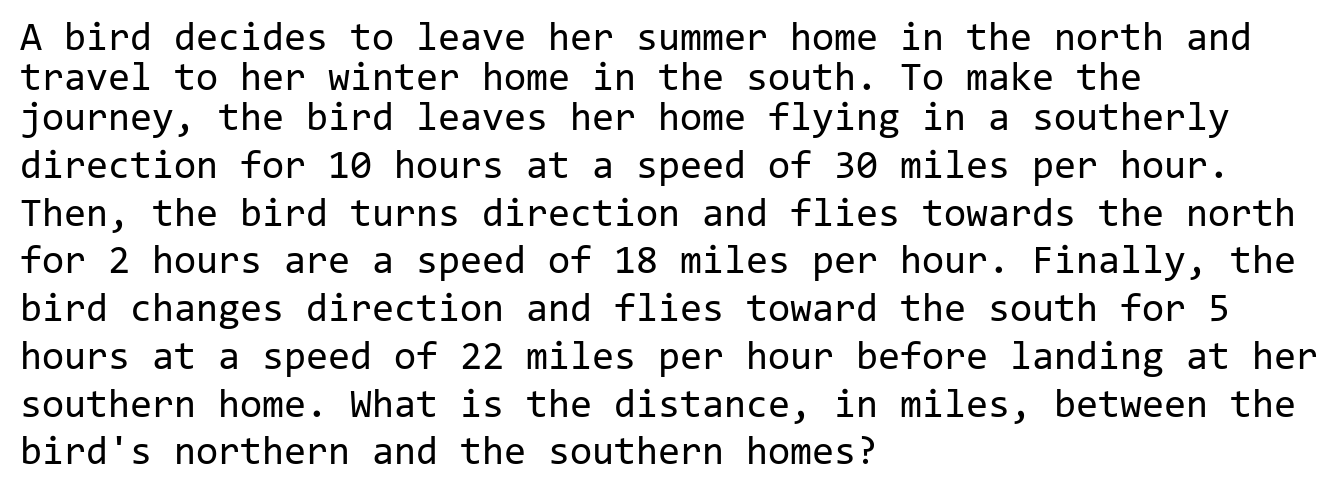 A bird decides to leave her summer home in the north and
travel to her winter home in the south. To make the
journey, the bird leaves her home flying in a southerly
direction for 10 hours at a speed of 30 miles per hour.
Then, the bird turns direction and flies towards the north
for 2 hours are a speed of 18 miles per hour. Finally, the
bird changes direction and flies toward the south for 5
hours at a speed of 22 miles per hour before landing at her
southern home. What is the distance, in miles, between the
bird's northern and the southern homes?